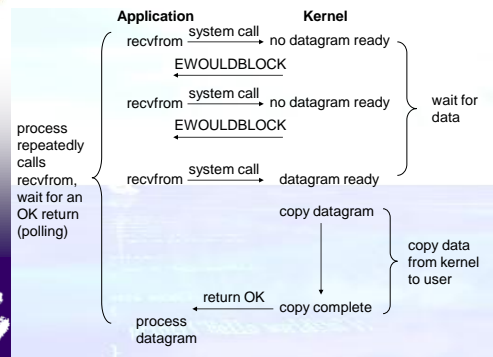 Application Kernel
recvfrom system call no datagram ready
EWOULDBLOCK
recvfrom system call no datagram ready
EWOULDBLOCK
recvfrom system call datagram ready
wait for
data
process
repeatedly
calls
recvfrom,
wait for an
OK return
(polling)
copy datagram
copy data
from kernel
to user
return OK copy complete
process
datagram